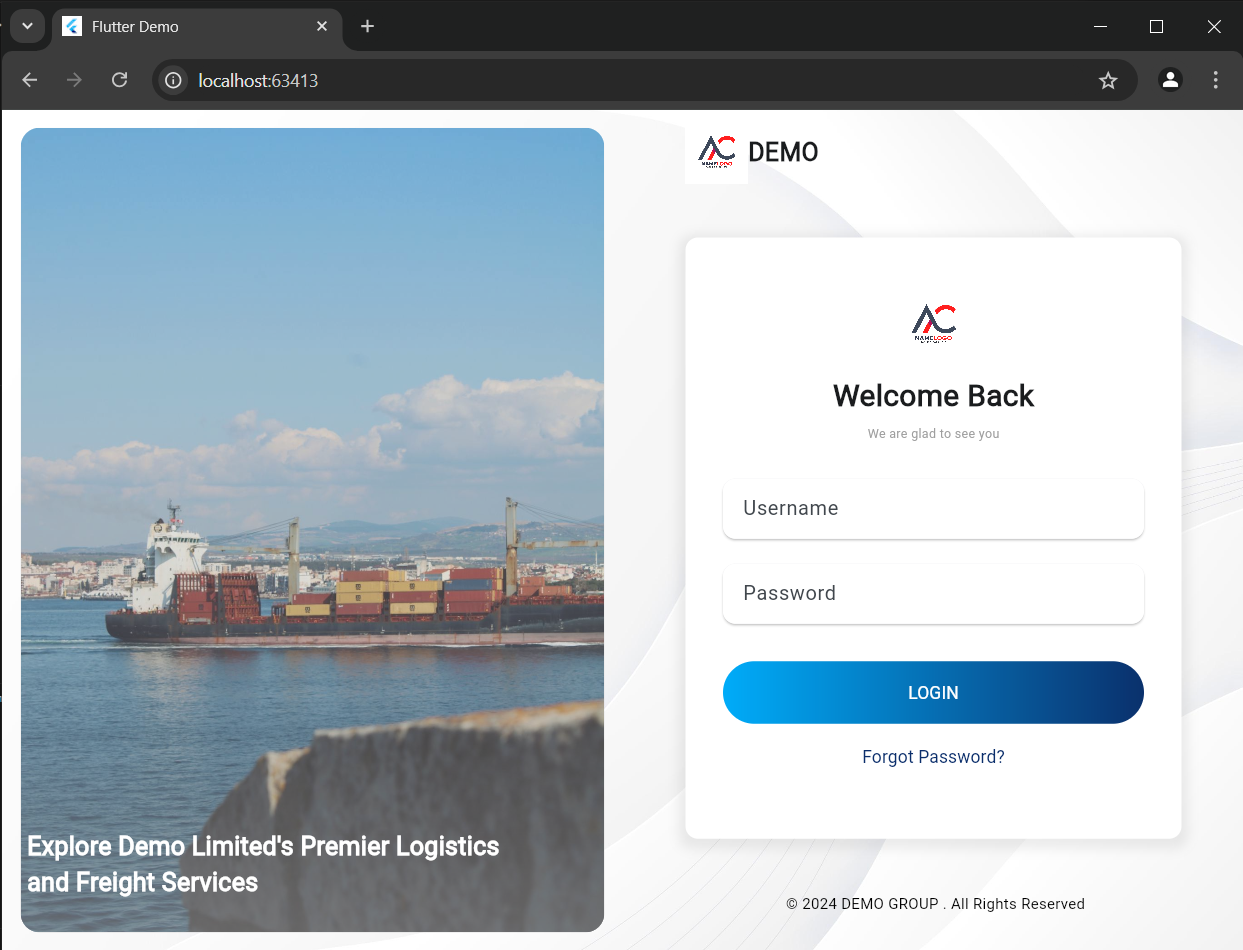 Flutter Demo
localhost:63413
Explore Demo Limited's Premier Logistics
and Freight Services
DEMO
NAMELOGO
Welcome Back
We are glad to see you
Username
Password
LOGIN
Forgot Password?
© 2024 DEMO GROUP . All Rights Reserved